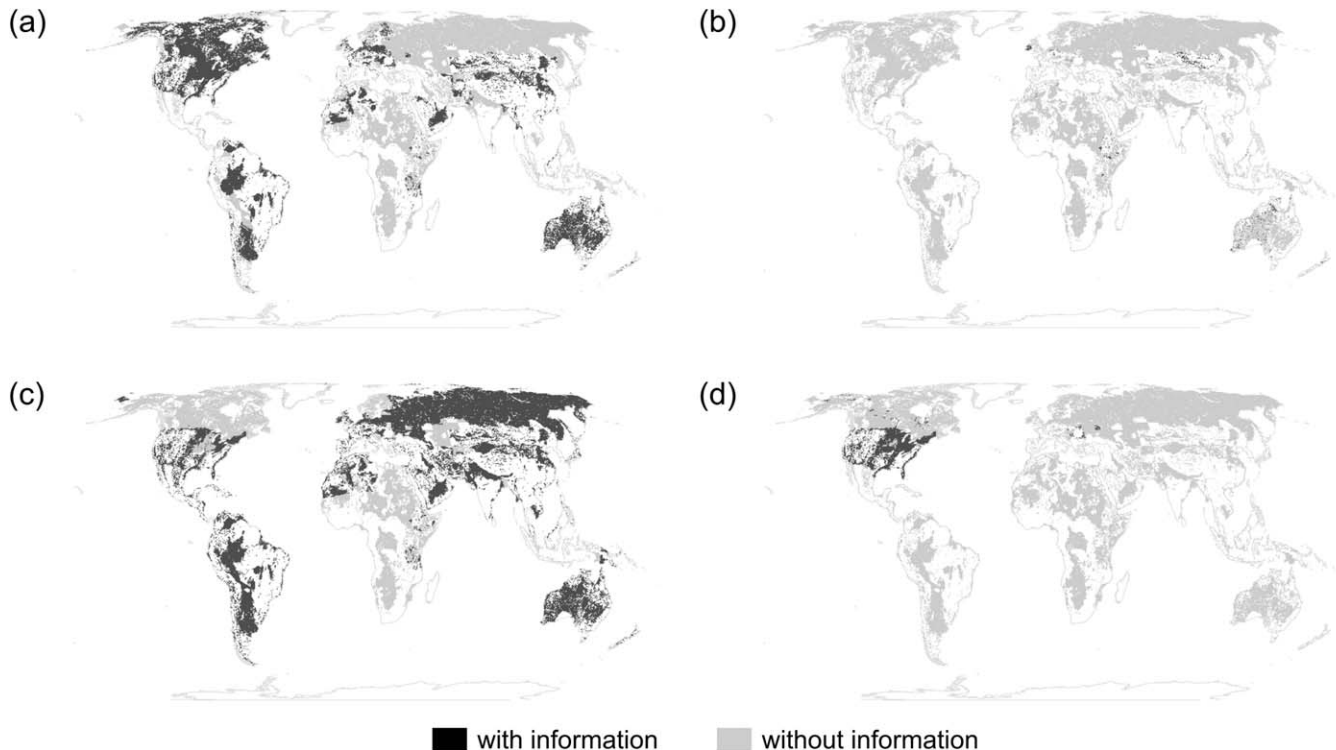 (a)
(b)
(c)
(d)
with information
without information